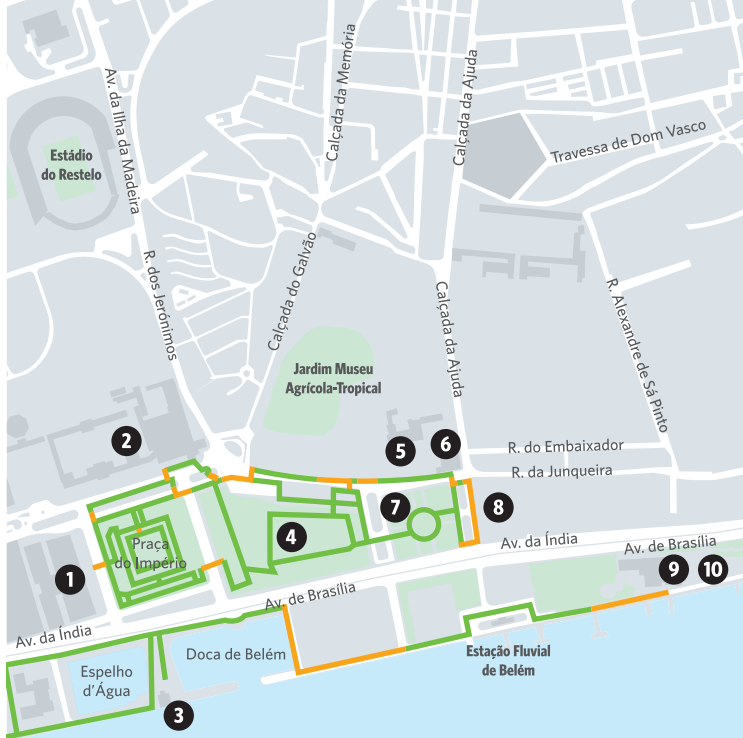 Av. da Ilha da Madeira
Calçada da Memória
Calçada da Ajuda
Travessa de Dom Vasco
Estádio
do Restelo
R. dos Jerónimos
Calçada do Galvão
Calçada da Ajuda
R. Alexandre de Sá Pinto
Jardim Museu
Agrícola-Tropical
2
5
6
R. do Embaixador
R. da Junqueira
7
8
4
Praça
do Império
Av. da Índia
Av. de Brasília
1
9
10
Av. de Brasília
Av. da Índia
Doca de Belém
Estação Fluvial
de Belém
Espelho
d'Água
3